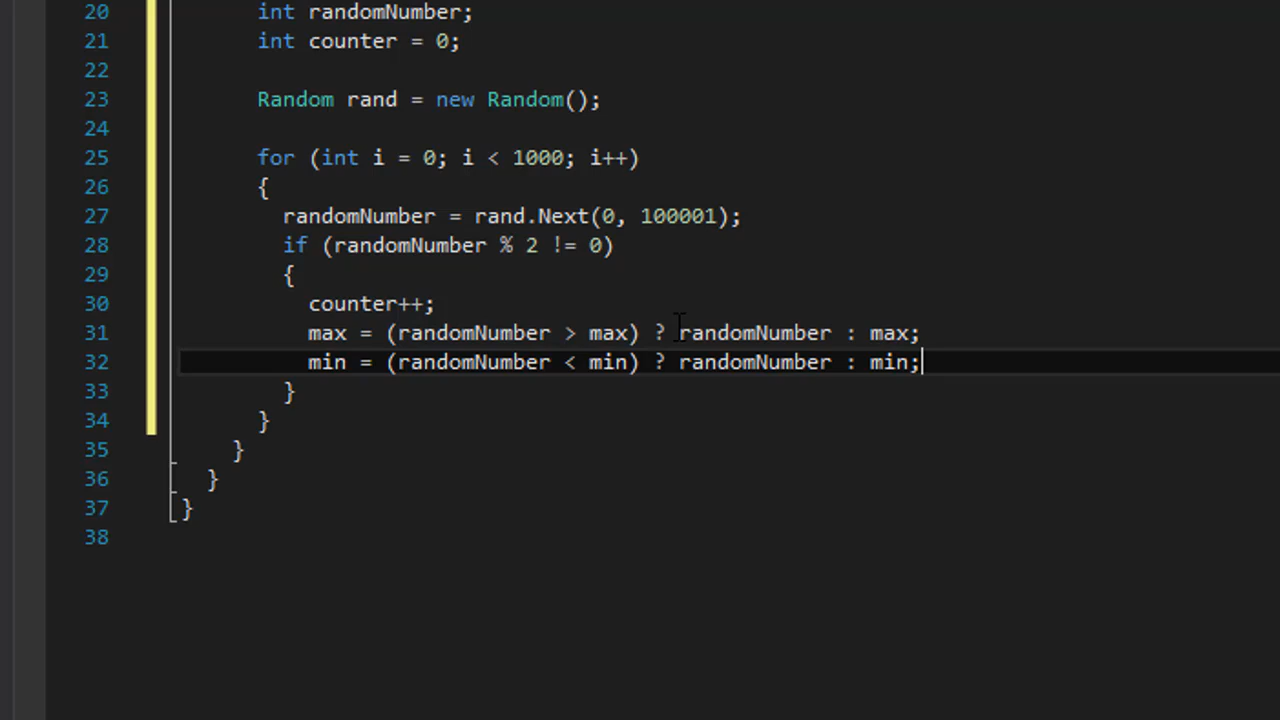 20 int randomNumber;
21 int counter = 0;
22
23 Random rand = new Random();
24
25 for (int i = 0; i < 1000; i++)
26 {
27 randomNumber = rand.Next(0, 100001);
28 if (randomNumber % 2 != 0)
29 {
30 counter++;
31 max = (randomNumber > max) ? randomNumber : max;
32 min = (randomNumber < min) ? randomNumber : min;
33 }
34 }
35 }
36 }
37 }
38